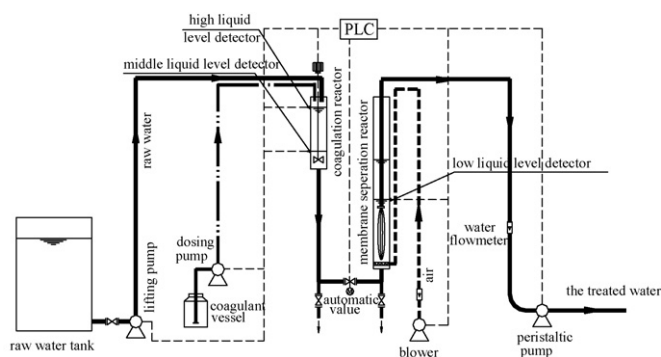 high liquid
level detector
PLC
middle liquid level detector
coagulation reactor
raw water
membrane seperation reactor
low liquid level detector
dosing
pump
lifting pump
water
flowmeter
air
coagulant
vessel
automatic
value
the treated water
raw water tank
blower
peristaltic
pump